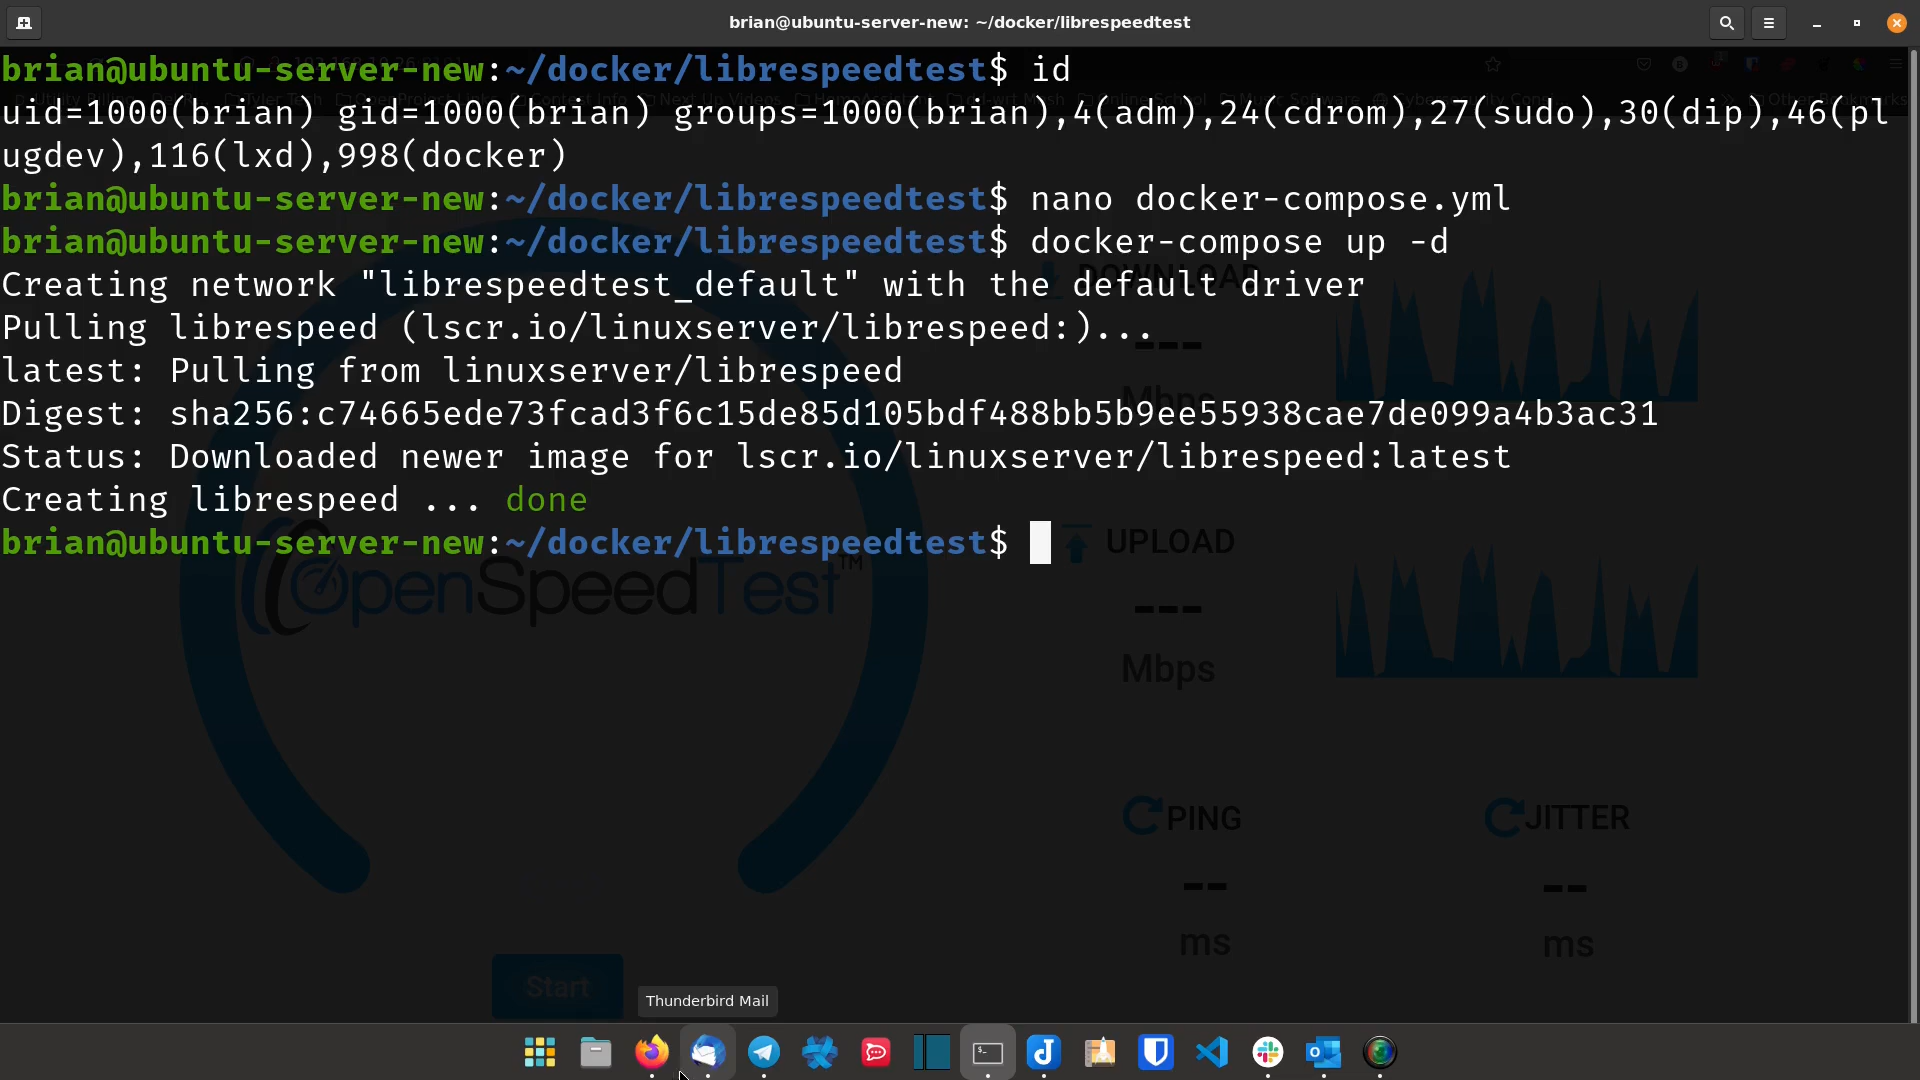 brian@ubuntu-server-new: ~/docker/librespeedtest
brian@ubuntu-server-new:~/docker/librespeedtest$ id
uid=1000(brian) gid=1000(brian) groups=1000(brian),4(adm),24(cdrom),27(sudo),30(dip),46(pl
ugdev),116(lxd),998(docker)
brian@ubuntu-server-new:~/docker/librespeedtest$ nano docker-compose.yml
brian@ubuntu-server-new:~/docker/librespeedtest$ docker-compose up -d
Creating network "librespeedtest_default" with the default driver
Pulling librespeed (lscr.io/linuxserver/librespeed:)...
latest: Pulling from linuxserver/librespeed
Digest: sha256:c74665ede73fcad3f6c15de85d105bdf488bb5b9ee55938cae7de099a4b3ac31
Status: Downloaded newer image for lscr.io/linuxserver/librespeed:latest
Creating librespeed ... done
brian@ubuntu-server-new:~/docker/librespeedtest$
DOWNLOAD
---
Mbps
OpenSpeedTest™
UPLOAD
---
Mbps
PING
--
ms
JITTER
--
ms
Start
Thunderbird Mail